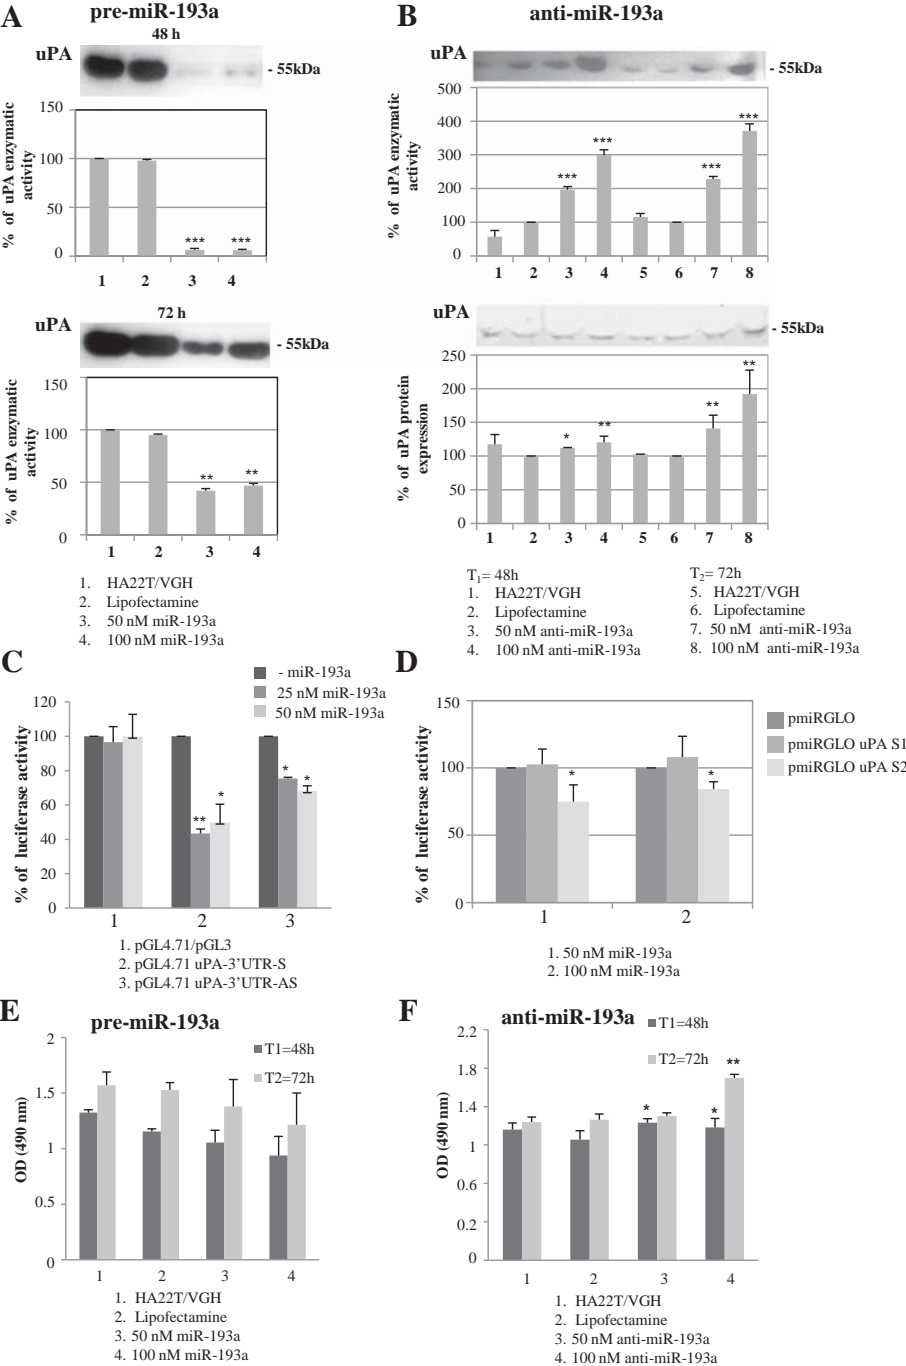 A
pre-miR-193a
48 h
uPA
- 55kDa
% of uPA enzymatic
activity
150
100
50
0
*** ***
1 2 3 4
72 h
uPA
- 55kDa
% of uPA enzymatic
activity
150
100
50
0
** **
1 2 3 4
1. HA22T/VGH
2. Lipofectamine
3. 50 nM miR-193a
4. 100 nM miR-193a
B
anti-miR-193a
uPA
- 55kDa
% of uPA enzymatic
activity
500
400
300
200
100
0
*** *** *** ***
1 2 3 4 5 6 7 8
uPA
- 55kDa
% of uPA protein
expression
250
200
150
100
50
0
* ** ** **
1 2 3 4 5 6 7 8
T1= 48h
1. HA22T/VGH
2. Lipofectamine
3. 50 nM anti-miR-193a
4. 100 nM anti-miR-193a
T2= 72h
5. HA22T/VGH
6. Lipofectamine
7. 50 nM anti-miR-193a
8. 100 nM anti-miR-193a
C
- miR-193a
25 nM miR-193a
50 nM miR-193a
% of luciferase activity
120
100
80
60
40
20
0
** * * *
1 2 3
1. pGL4.71/pGL3
2. pGL4.71 uPA-3’UTR-S
3. pGL4.71 uPA-3’UTR-AS
D
pmiRGLO
pmiRGLO uPA S1
pmiRGLO uPA S2
% of luciferase activity
150
100
50
0
* *
1 2
1. 50 nM miR-193a
2. 100 nM miR-193a
E
pre-miR-193a
T1=48h
T2=72h
OD (490 nm)
2
1.5
1
0.5
0
1 2 3 4
1. HA22T/VGH
2. Lipofectamine
3. 50 nM miR-193a
4. 100 nM miR-193a
F
anti-miR-193a
T1=48h
T2=72h
OD (490 nm)
2.2
1.8
1.4
1
0.6
0.2
0
* * **
1 2 3 4
1. HA22T/VGH
2. Lipofectamine
3. 50 nM anti-miR-193a
4. 100 nM anti-miR-193a